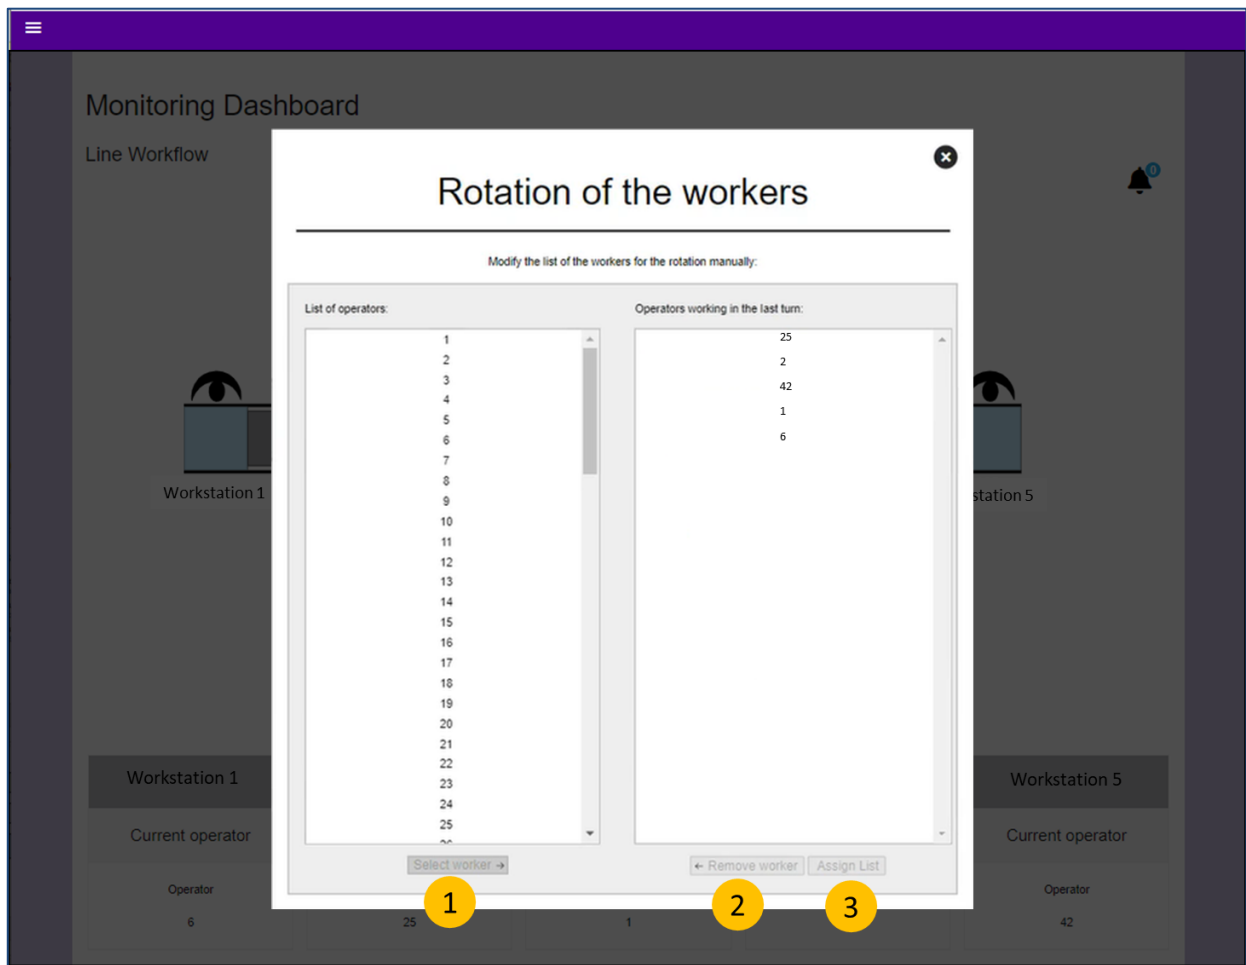 Monitoring Dashboard
Line Workflow
0
Rotation of the workers
Modify the list of the workers for the rotation manually:
List of operators:
1
2
3
4
5
6
7
8
9
10
11
12
13
14
15
16
17
18
19
20
21
22
23
24
25
Select worker →
Operators working in the last turn:
25
2
42
1
6
← Remove worker
Assign List
1
2
3
Workstation 1
station 5
Workstation 1
Workstation 5
Current operator
Current operator
Operator
Operator
6
25
1
42